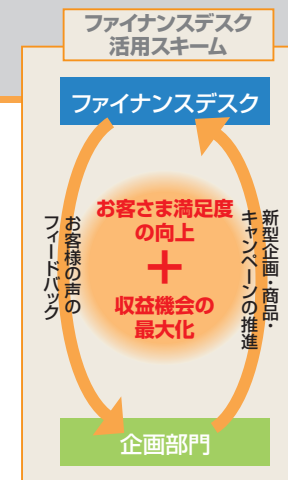 ファイナンスデスク
活用スキーム
ファイナンスデスク
お客さま満足度
の向上
＋
収益機会の
最大化
お客様の声の
フィードバック
新型企画・商品・
キャンペーンの推進
企画部門